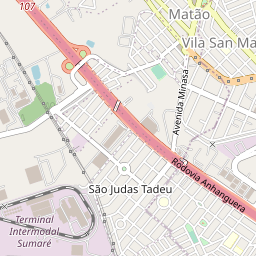 107
Matão
Vila San Ma
Avenida Minasa
Rodovia Anhanguera
São Judas Tadeu
Terminal
Intermodal
Sumaré